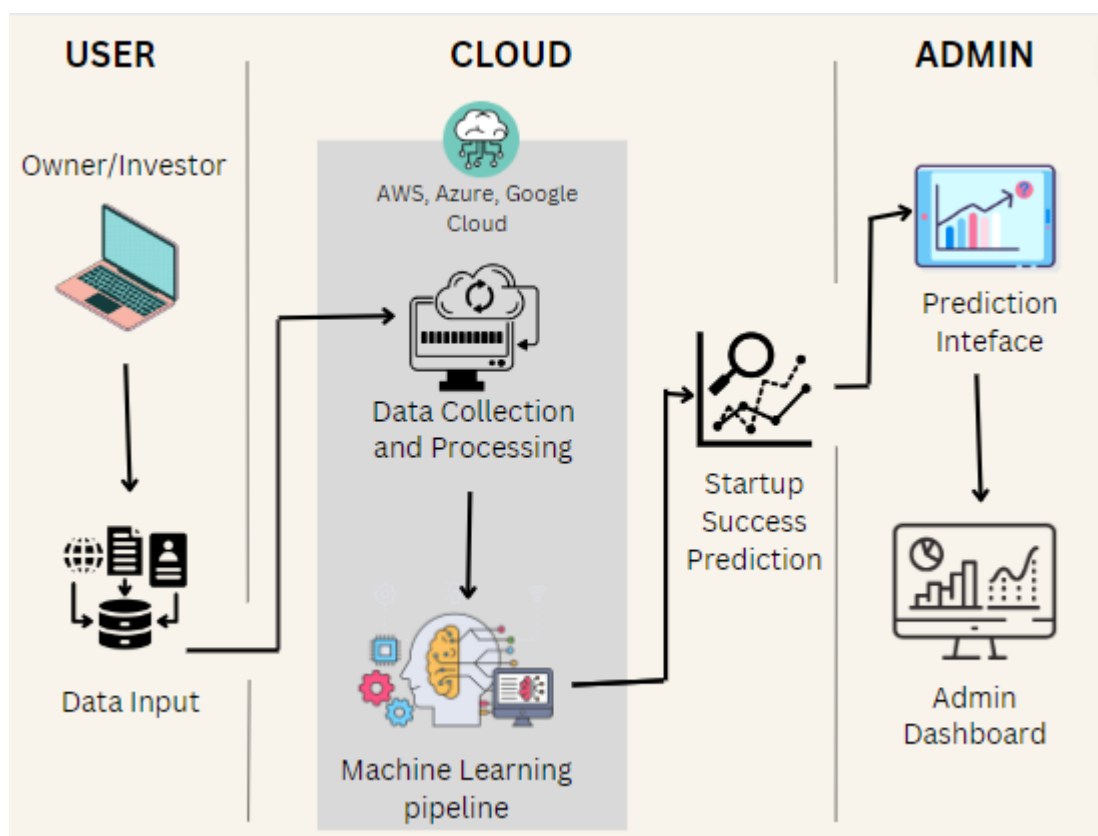 USER
CLOUD
ADMIN
Owner/Investor
Data Input
AWS, Azure, Google
Cloud
Data Collection
and Processing
Machine Learning
pipeline
Startup
Success
Prediction
?
Prediction
Inteface
Admin
Dashboard